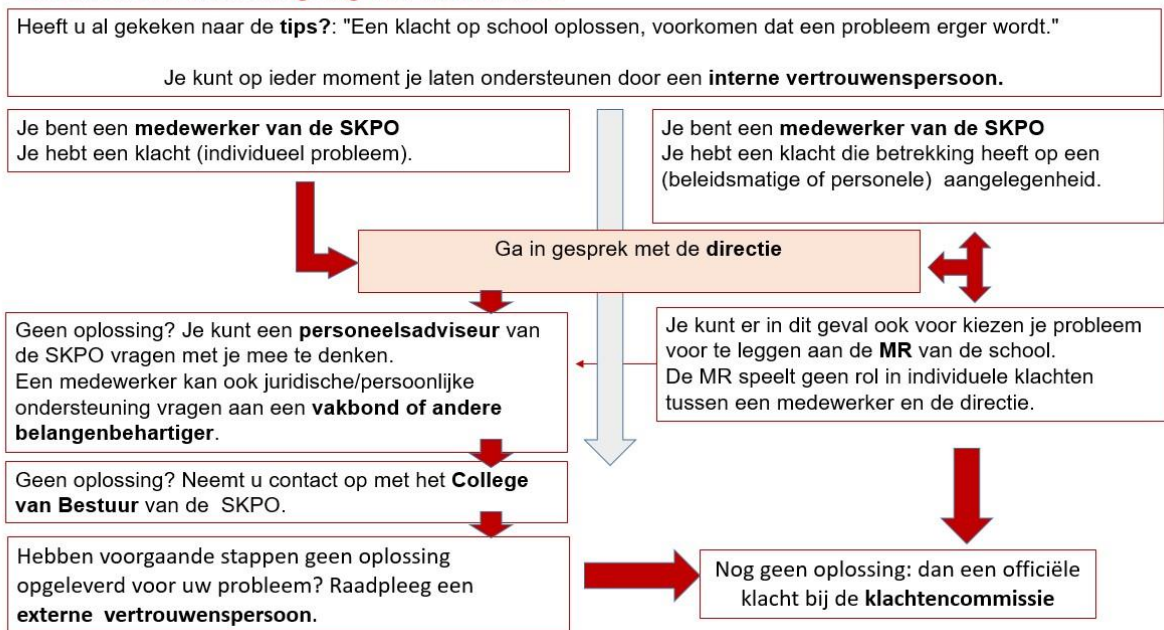 Heeft u al gekeken naar de tips?: "Een klacht op school oplossen, voorkomen dat een probleem erger wordt."
Je kunt op ieder moment je laten ondersteunen door een interne vertrouwenspersoon.
Je bent een medewerker van de SKPO
Je hebt een klacht (individueel probleem).
Je bent een medewerker van de SKPO
Je hebt een klacht die betrekking heeft op een
(beleidsmatige of personele) aangelegenheid.
Ga in gesprek met de directie
Geen oplossing? Je kunt een personeelsadviseur van
de SKPO vragen met je mee te denken.
Een medewerker kan ook juridische/persoonlijke
ondersteuning vragen aan een vakbond of andere
belangenbehartiger.
Je kunt er in dit geval ook voor kiezen je probleem
voor te leggen aan de MR van de school.
De MR speelt geen rol in individuele klachten
tussen een medewerker en de directie.
Geen oplossing? Neemt u contact op met het College
van Bestuur van de SKPO.
Hebben voorgaande stappen geen oplossing
opgeleverd voor uw probleem? Raadpleeg een
externe vertrouwenspersoon.
Nog geen oplossing: dan een officiële
klacht bij de klachtencommissie